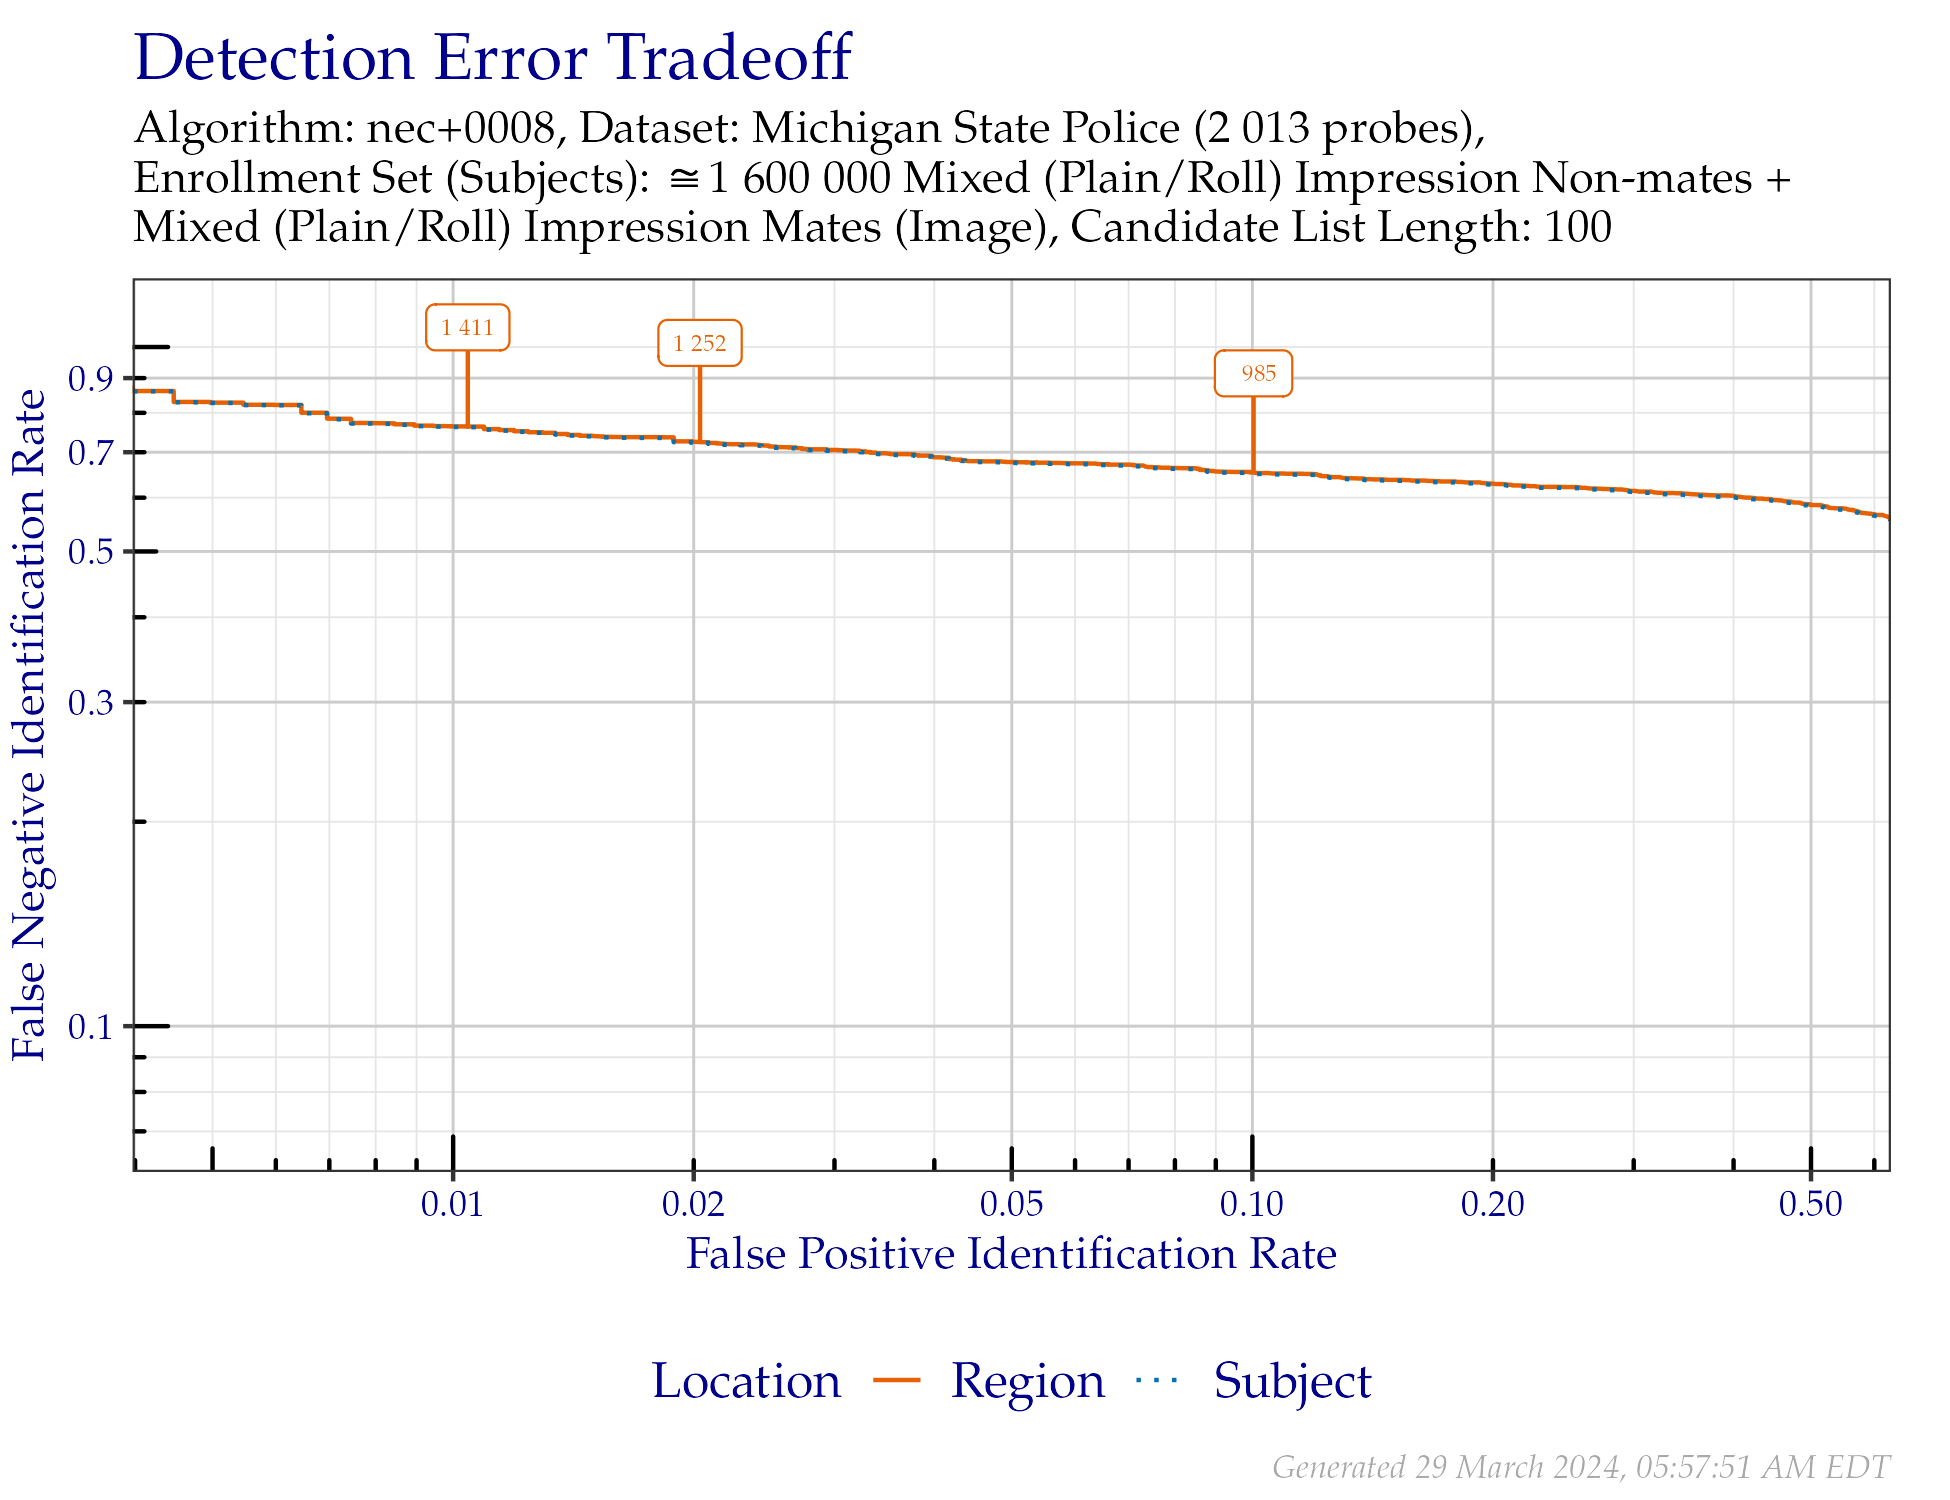 Detection Error Tradeoff
Algorithm: nec+0008, Dataset: Michigan State Police (2 013 probes),
Enrollment Set (Subjects): ≅1 600 000 Mixed (Plain/Roll) Impression Non-mates +
Mixed (Plain/Roll) Impression Mates (Image), Candidate List Length: 100
1 411
1 252
985
False Negative Identification Rate
0.9
0.7
0.5
0.3
0.1
0.01 0.02 0.05 0.10 0.20 0.50
False Positive Identification Rate
Location Region Subject
Generated 29 March 2024, 05:57:51 AM EDT